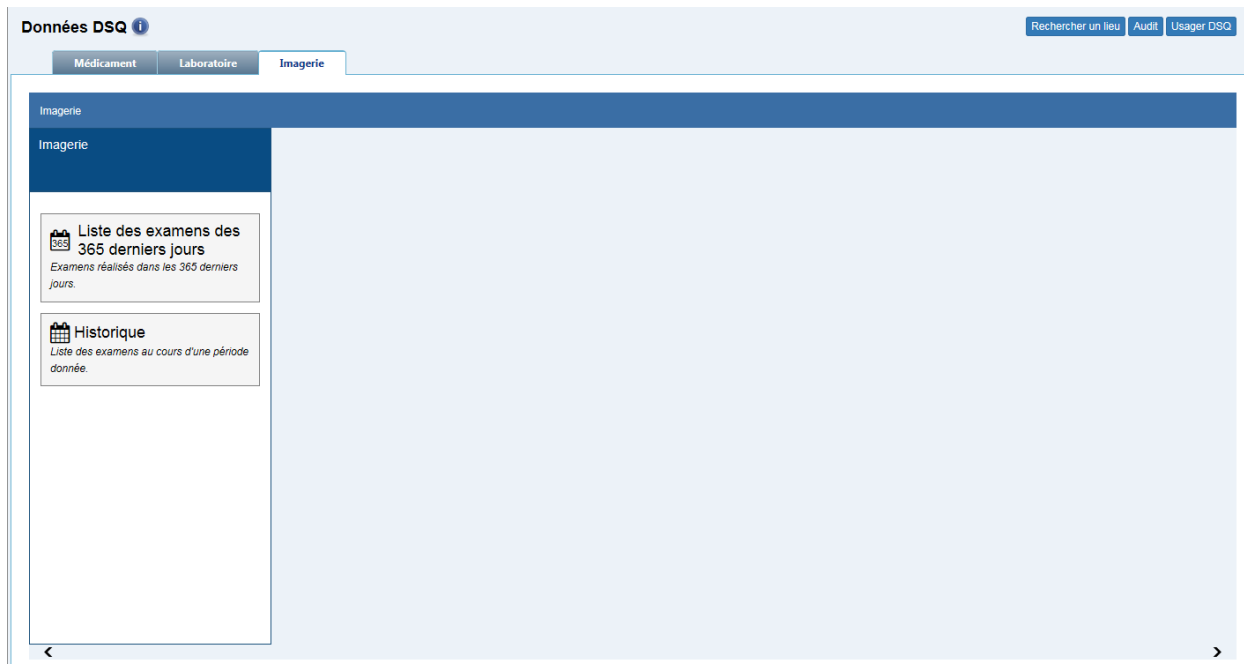 Données DSQ i
Rechercher un lieu Audit Usager DSQ
Médicament Laboratoire Imagerie
Imagerie
Imagerie
365
Liste des examens des
365 derniers jours
Examens réalisés dans les 365 derniers
jours.
Historique
Liste des examens au cours d'une période
donnée.